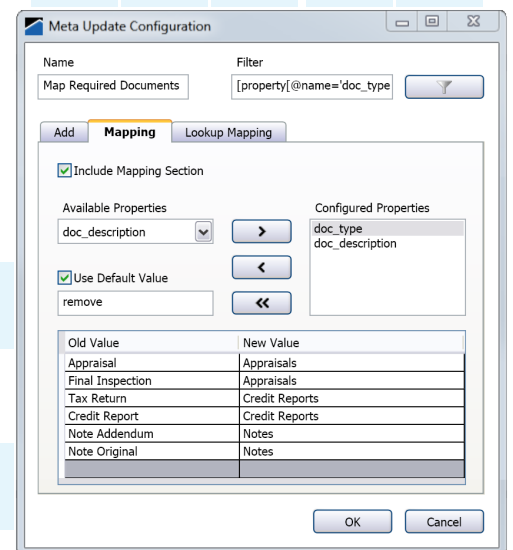 Meta Update Configuration
Name
Filter
Map Required Documents
[property[@name='doc_type
Add Mapping Lookup Mapping
Include Mapping Section
Available Properties
Configured Properties
doc_description
>
doc_type
doc_description
<
Use Default Value
remove
<<
Old Value New Value
Appraisal Appraisals
Final Inspection Appraisals
Tax Return Credit Reports
Credit Report Credit Reports
Note Addendum Notes
Note Original Notes
OK Cancel